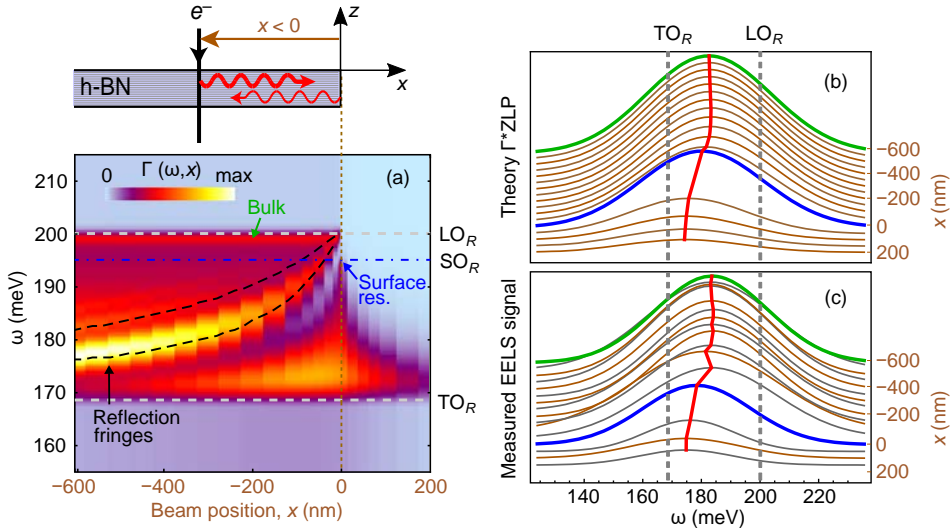 e⁻
z
x < 0
h-BN
x
(a)
0 Γ (ω,x) max
Bulk
Surface
res.
Reflection
fringes
210
200
190
180
170
160
ω (meV)
LO_R
SO_R
TO_R
−600 −400 −200 0 200
Beam position, x (nm)
TO_R LO_R
(b)
Theory Γ*ZLP
−600
−400
−200
0
200
x (nm)
(c)
Measured EELS signal
−600
−400
−200
0
200
x (nm)
140 160 180 200 220
ω (meV)